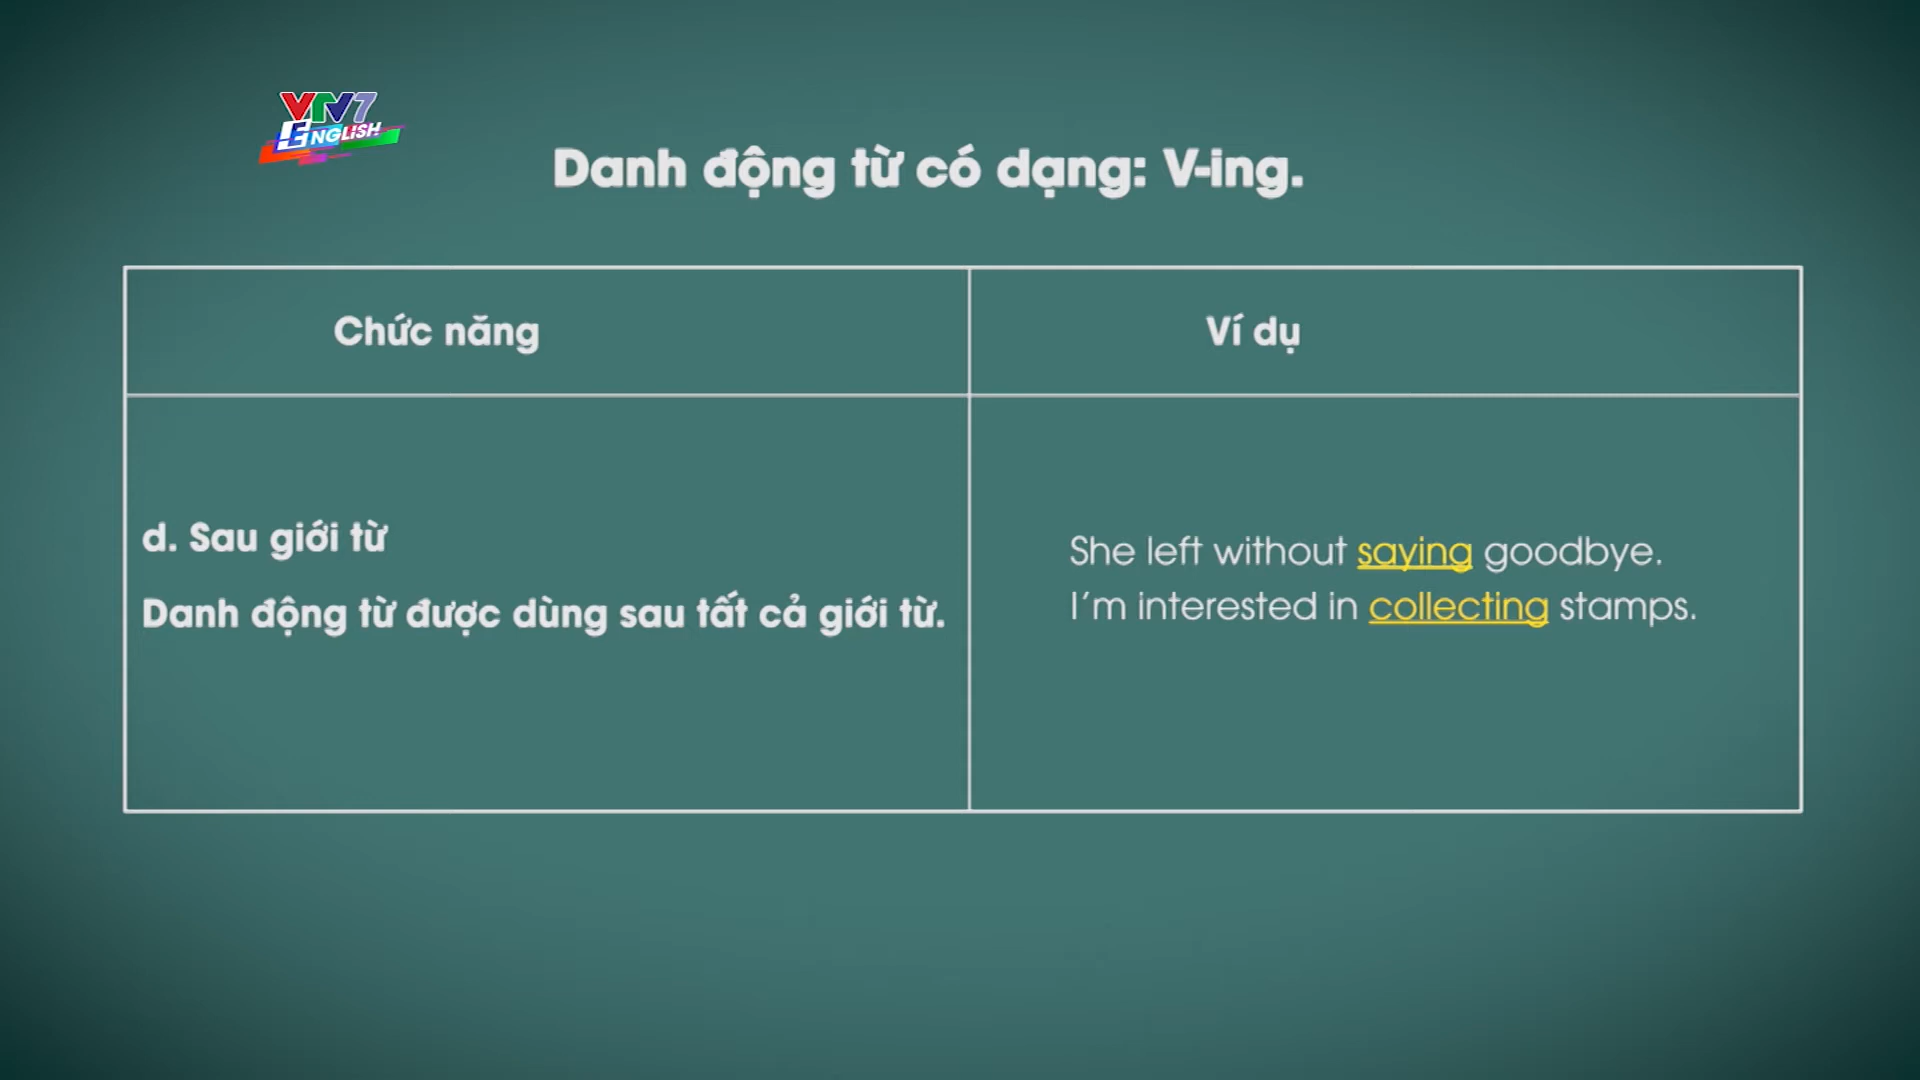 VTV7
ENGLISH
Danh động từ có dạng: V-ing.
Chức năng
Ví dụ
d. Sau giới từ
Danh động từ được dùng sau tất cả giới từ.
She left without saying goodbye.
I’m interested in collecting stamps.